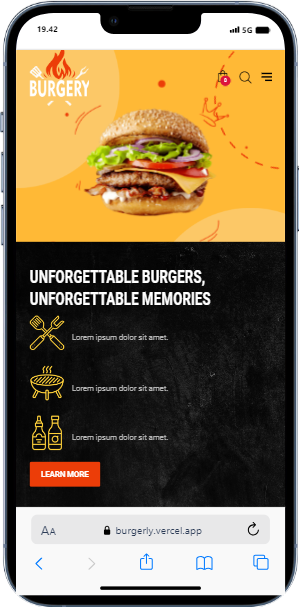 19.42
5G
BURGERY
0
UNFORGETTABLE BURGERS,
UNFORGETTABLE MEMORIES
Lorem ipsum dolor sit amet.
Lorem ipsum dolor sit amet.
Lorem ipsum dolor sit amet.
LEARN MORE
AA
burgerly.vercel.app